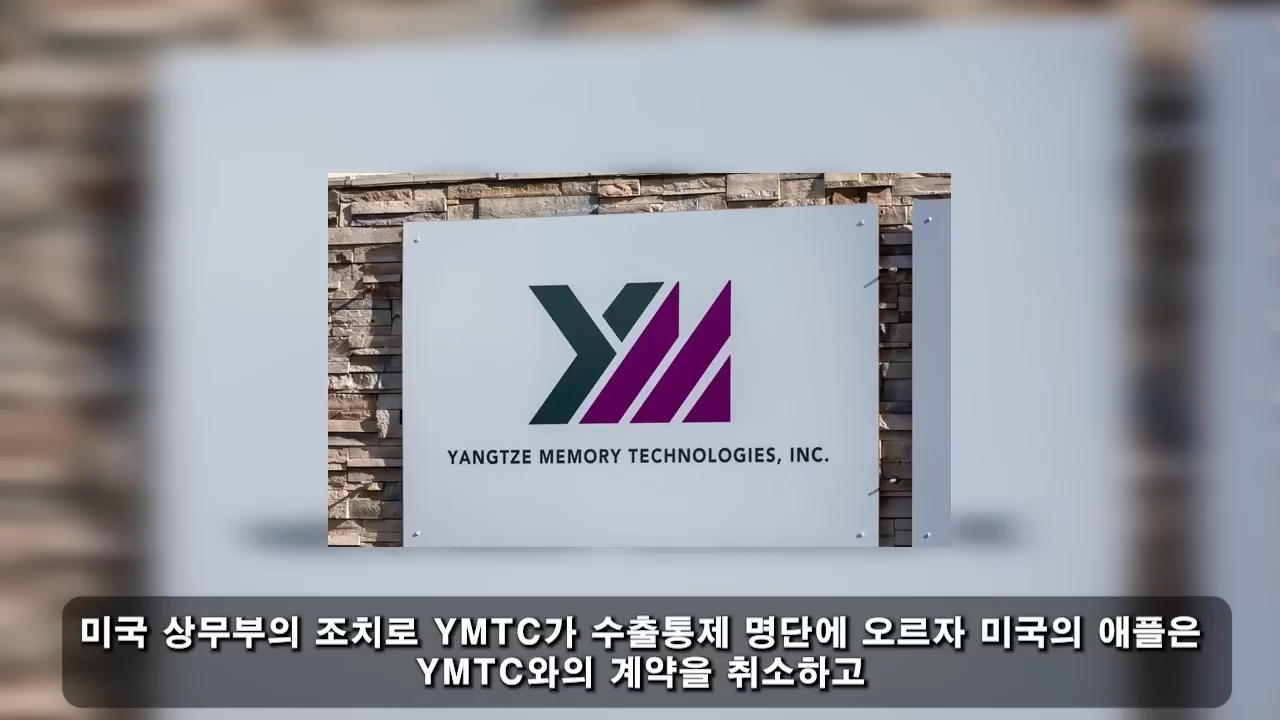 YM
YANGTZE MEMORY TECHNOLOGIES, INC.
미국 상무부의 조치로 YMTC가 수출통제 명단에 오르자 미국의 애플은
YMTC와의 계약을 취소하고